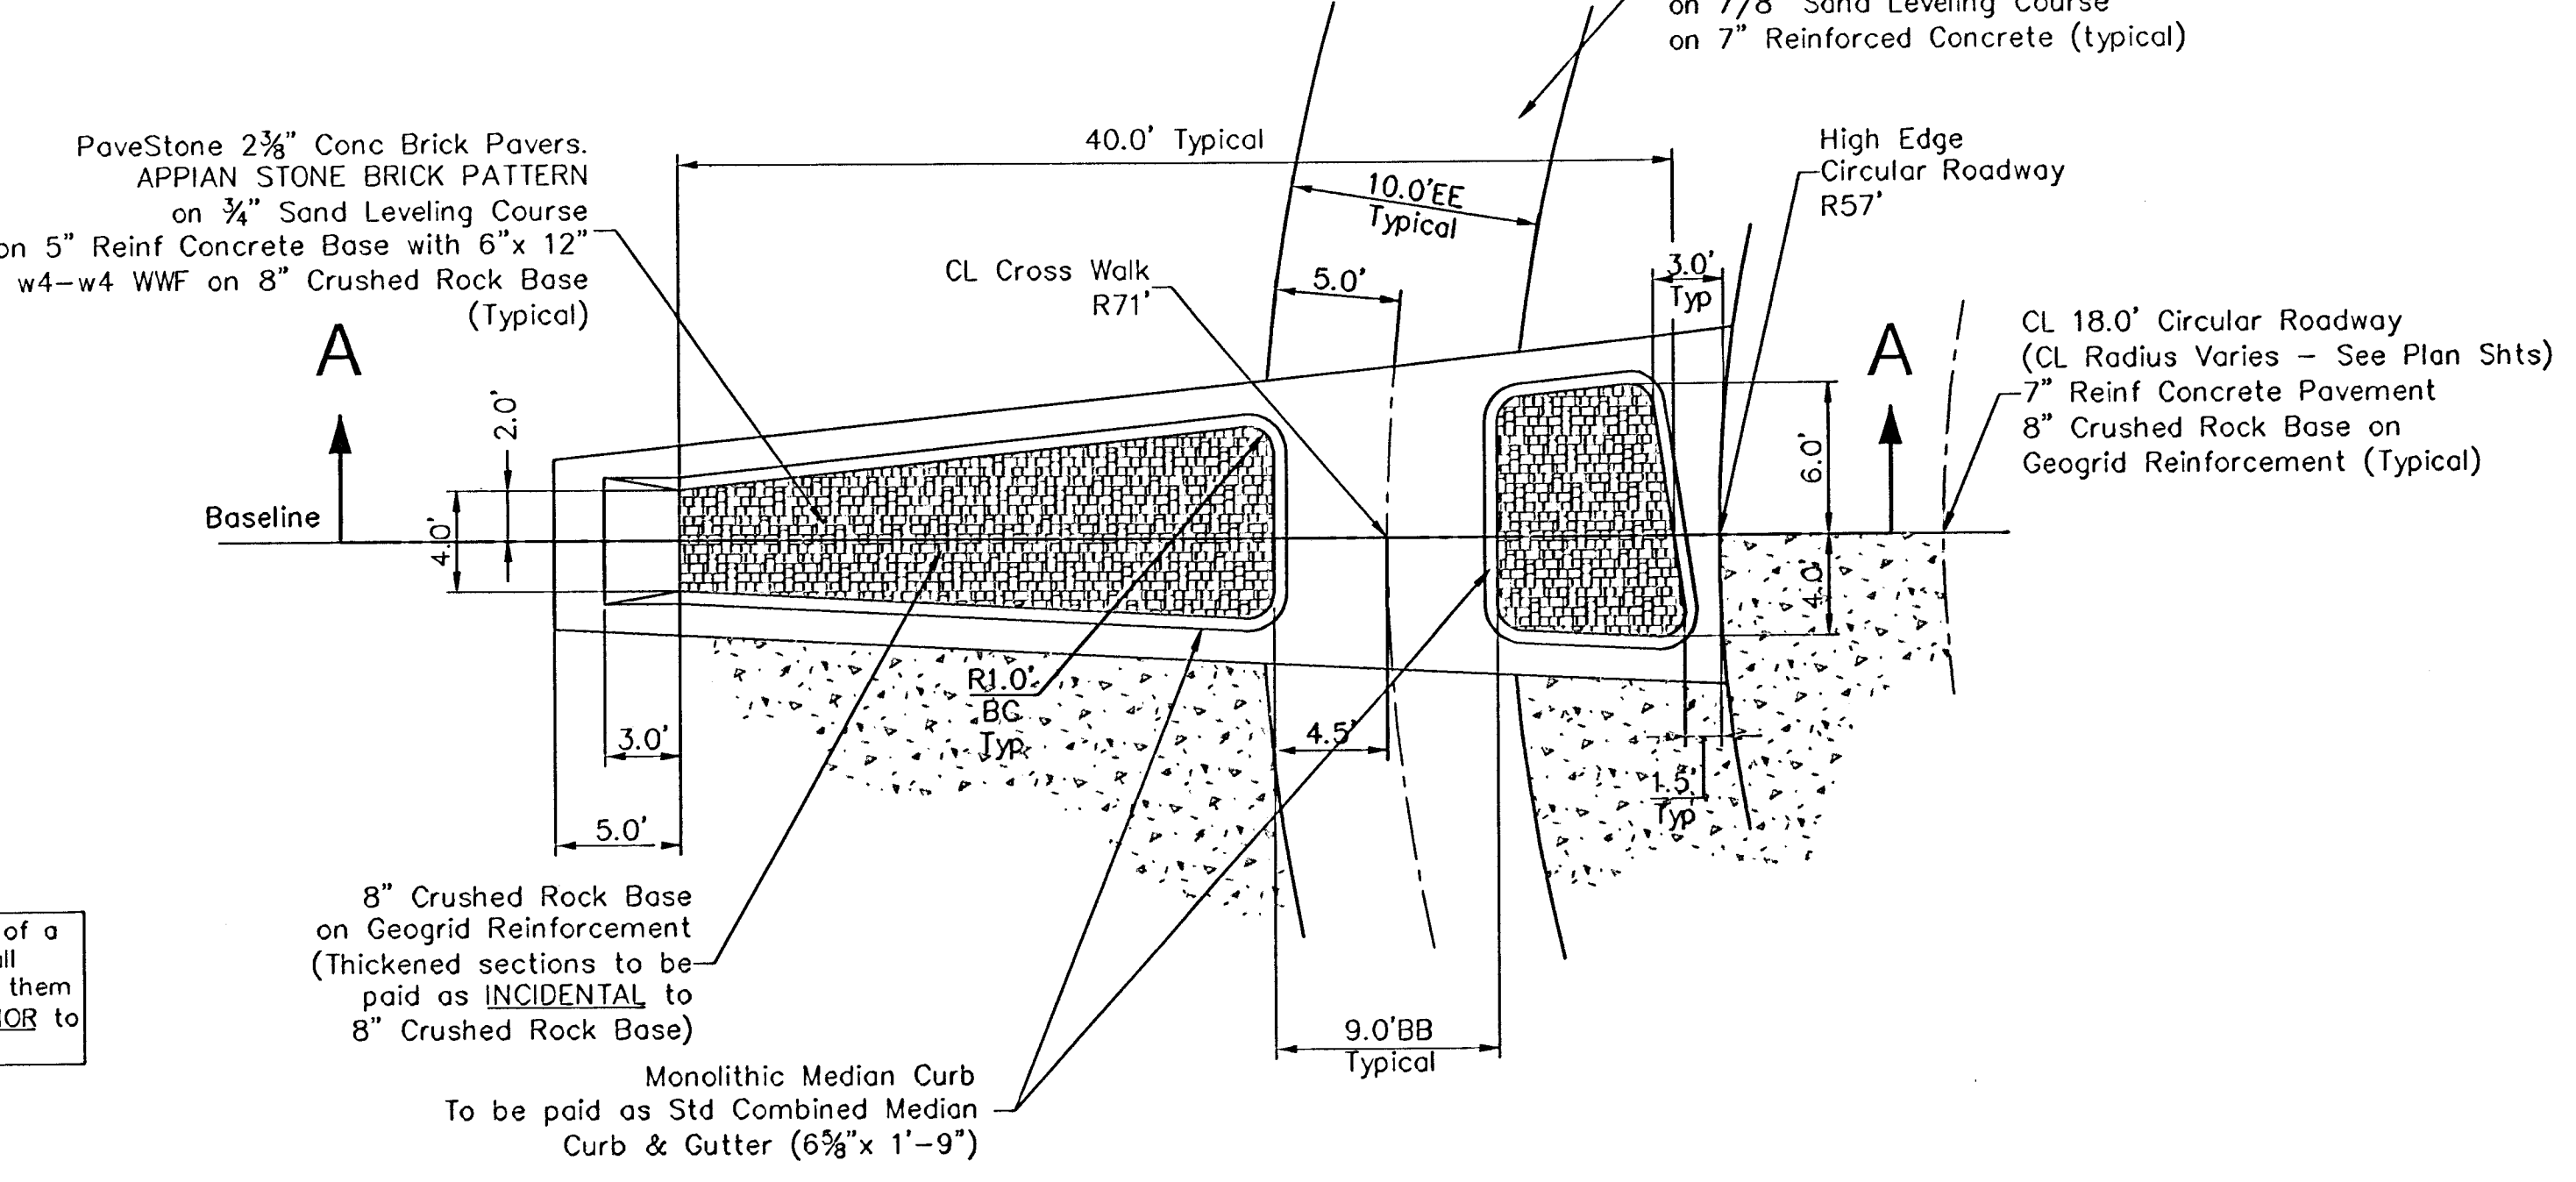 on 7/8" Sand Leveling Course
on 7" Reinforced Concrete (typical)
PaveStone 2⅜" Conc Brick Pavers.
APPIAN STONE BRICK PATTERN
on ¾" Sand Leveling Course
on 5" Reinf Concrete Base with 6"x 12"
w4-w4 WWF on 8" Crushed Rock Base
(Typical)
40.0' Typical
10.0'EE
Typical
High Edge
Circular Roadway
R57'
CL Cross Walk
R71'
5.0'
3.0'
Typ
CL 18.0' Circular Roadway
(CL Radius Varies – See Plan Shts)
7" Reinf Concrete Pavement
8" Crushed Rock Base on
Geogrid Reinforcement (Typical)
A
A
2.0'
4.0'
Baseline
6.0'
4.0'
R1.0'
BC
Typ
3.0'
4.5'
1.5'
Typ
5.0'
8" Crushed Rock Base
on Geogrid Reinforcement
(Thickened sections to be
paid as INCIDENTAL to
8" Crushed Rock Base)
of a
them
to
9.0'BB
Typical
Monolithic Median Curb
To be paid as Std Combined Median
Curb & Gutter (6⅝"x 1'-9")